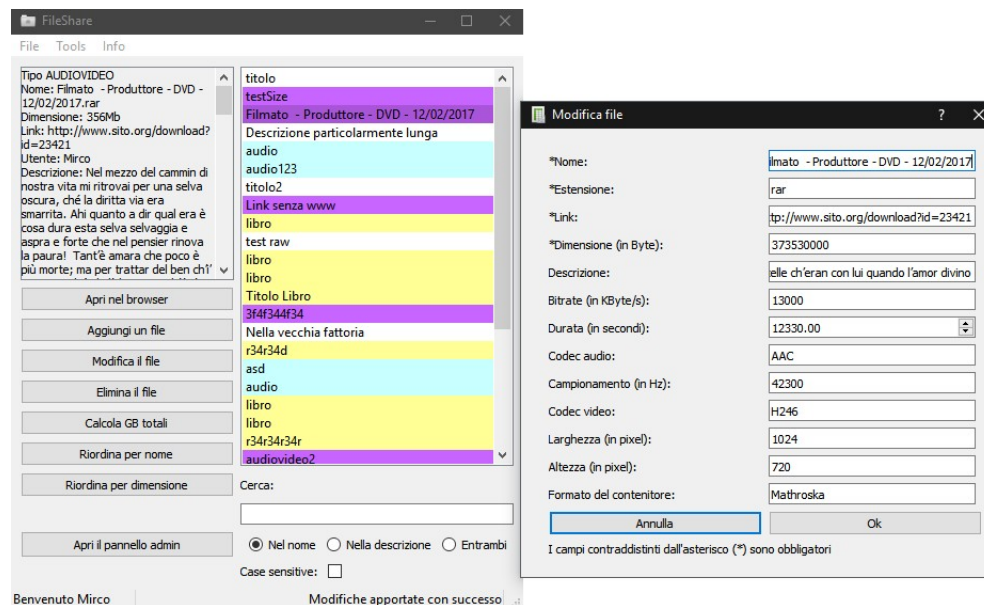 FileShare
File Tools Info
Tipo AUDIOVIDEO
Nome: Filmato - Produttore - DVD -
12/02/2017.rar
Dimensione: 356Mb
Link: http://www.sito.org/download?
id=23421
Utente: Mirco
Descrizione: Nel mezzo del cammin di
nostra vita mi ritrovai per una selva
oscura, ché la diritta via era
smarrita. Ahi quanto a dir qual era è
cosa dura esta selva selvaggia e
aspra e forte che nel pensier rinova
la paura! Tant'è amara che poco è
più morte; ma per trattar del ben ch'i'
Apri nel browser
Aggiungi un file
Modifica il file
Elimina il file
Calcola GB totali
Riordina per nome
Riordina per dimensione
Apri il pannello admin
titolo
testSize
Filmato - Produttore - DVD - 12/02/2017
Descrizione particolarmente lunga
audio
audio123
titolo2
Link senza www
libro
test raw
libro
libro
Titolo Libro
3f4f344f34
Nella vecchia fattoria
r34r34d
asd
audio
libro
libro
r34r34r34r
audiovideo2
Cerca:
Nel nome Nella descrizione Entrambi
Case sensitive:
Benvenuto Mirco Modifiche apportate con successo
Modifica file
*Nome: ilmato - Produttore - DVD - 12/02/2017
*Estensione: rar
*Link: tp://www.sito.org/download?id=23421
*Dimensione (in Byte): 373530000
Descrizione: elle ch'eran con lui quando l'amor divino
Bitrate (in KByte/s): 13000
Durata (in secondi): 12330.00
Codec audio: AAC
Campionamento (in Hz): 42300
Codec video: H246
Larghezza (in pixel): 1024
Altezza (in pixel): 720
Formato del contenitore: Mathroska
Annulla Ok
I campi contraddistinti dall'asterisco (*) sono obbligatori